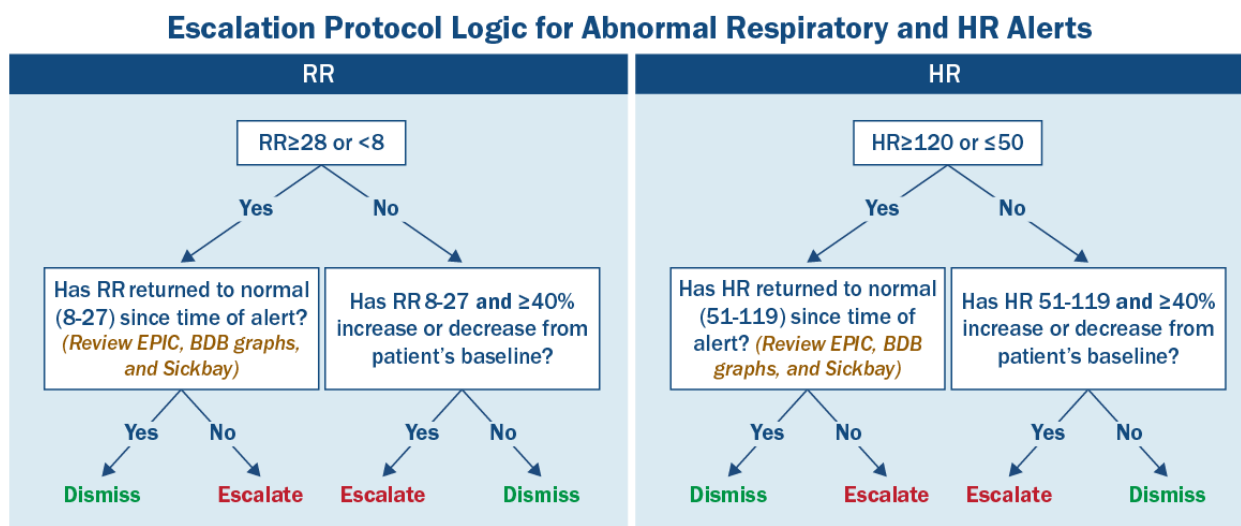 Escalation Protocol Logic for Abnormal Respiratory and HR Alerts
RR
RR≥28 or <8
Yes
No
Has RR returned to normal
(8-27) since time of alert?
(Review EPIC, BDB graphs,
and Sickbay)
Has RR 8-27 and ≥40%
increase or decrease from
patient's baseline?
Yes
No
Yes
No
Dismiss
Escalate
Escalate
Dismiss
HR
HR≥120 or ≤50
Yes
No
Has HR returned to normal
(51-119) since time of
alert? (Review EPIC, BDB
graphs, and Sickbay)
Has HR 51-119 and ≥40%
increase or decrease from
patient's baseline?
Yes
No
Yes
No
Dismiss
Escalate
Escalate
Dismiss